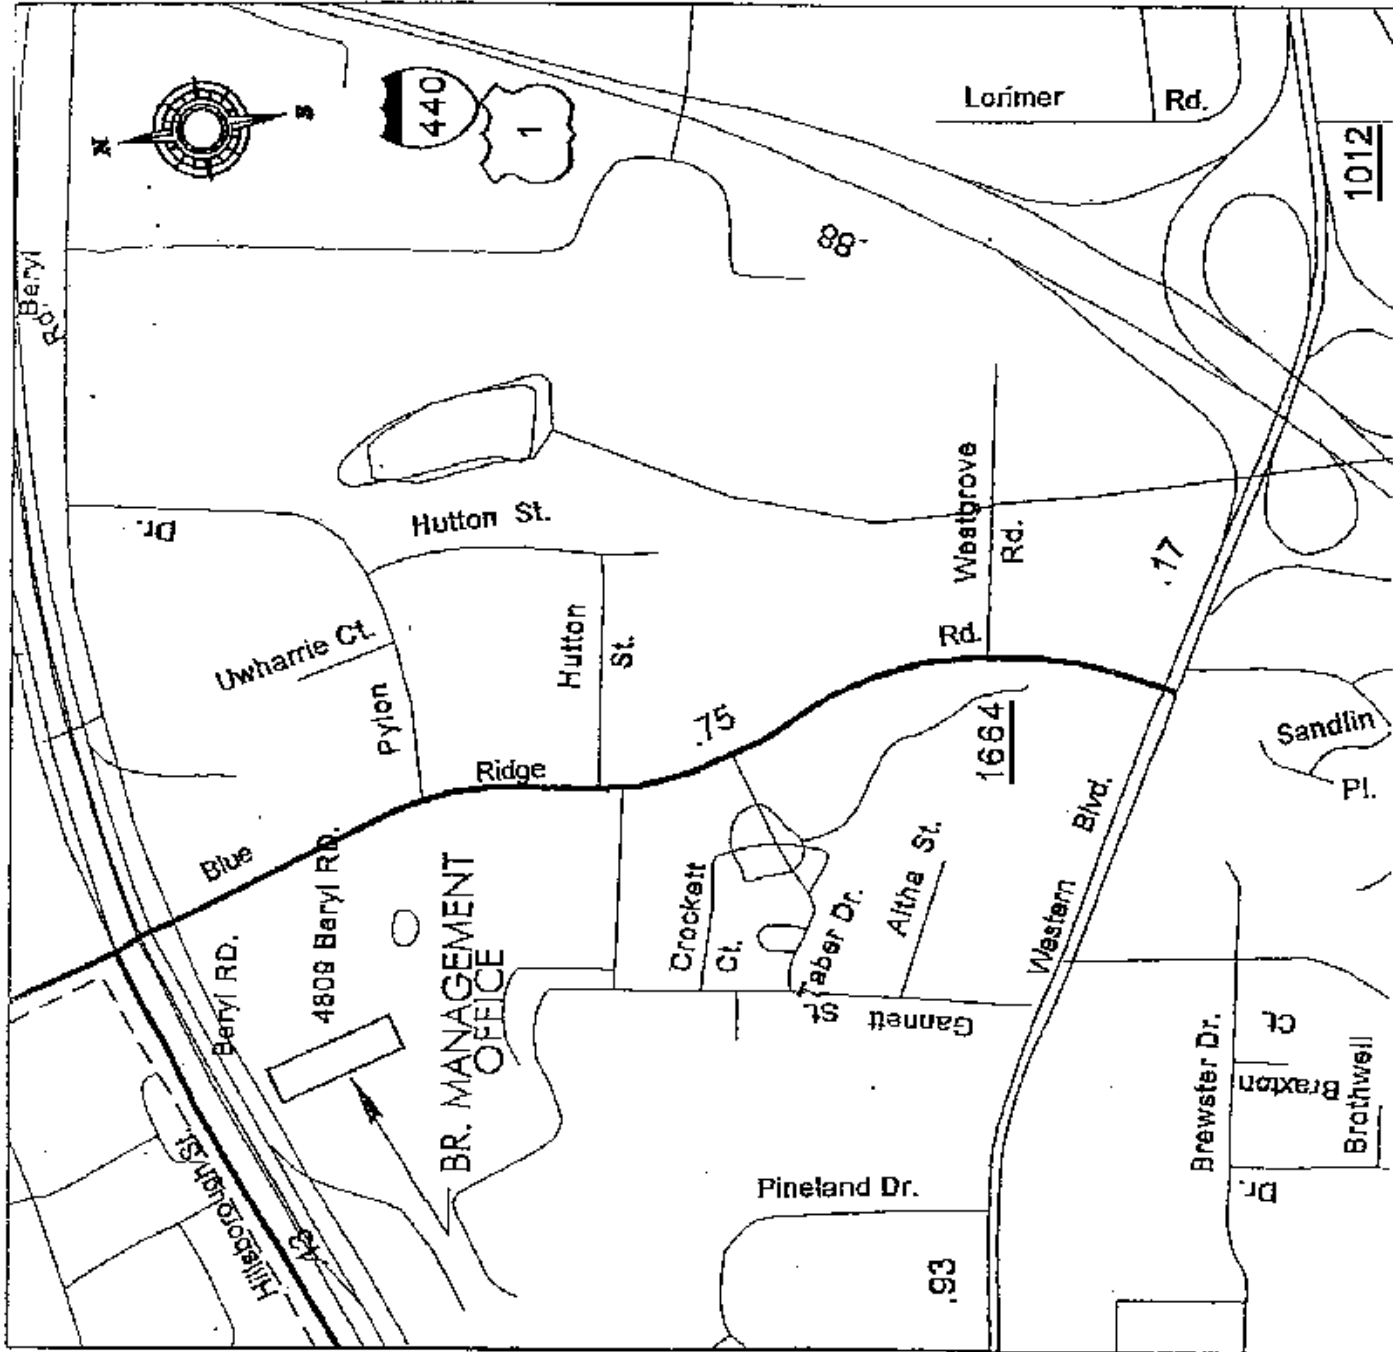 N
S
440
1
Lorimer Rd.
1012
Beryl
Rd.
.88
Hutton St.
Dr.
Westgrove
Rd.
.17
Uwharrie Ct.
Hutton
St.
Rd.
Pylon
.75
Ridge
1664
Sandlin
Pl.
Blue
4809 Beryl RD.
Beryl RD.
BR. MANAGEMENT
OFFICE
Crockett
Ct.
Taber Dr.
Altha St.
Western Blvd.
Gannett St.
Hillsborough St.
.43
Pineland Dr.
.93
Brewster Dr.
Braxton Ct.
Brothwell
Dr.